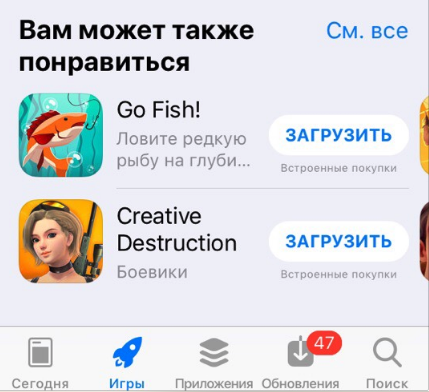 Вам может также См. все
понравиться
Go Fish!
Ловите редкую
рыбу на глуби...
ЗАГРУЗИТЬ
Встроенные покупки
Creative
Destruction
Боевики
ЗАГРУЗИТЬ
Встроенные покупки
47
Сегодня Игры Приложения Обновления Поиск